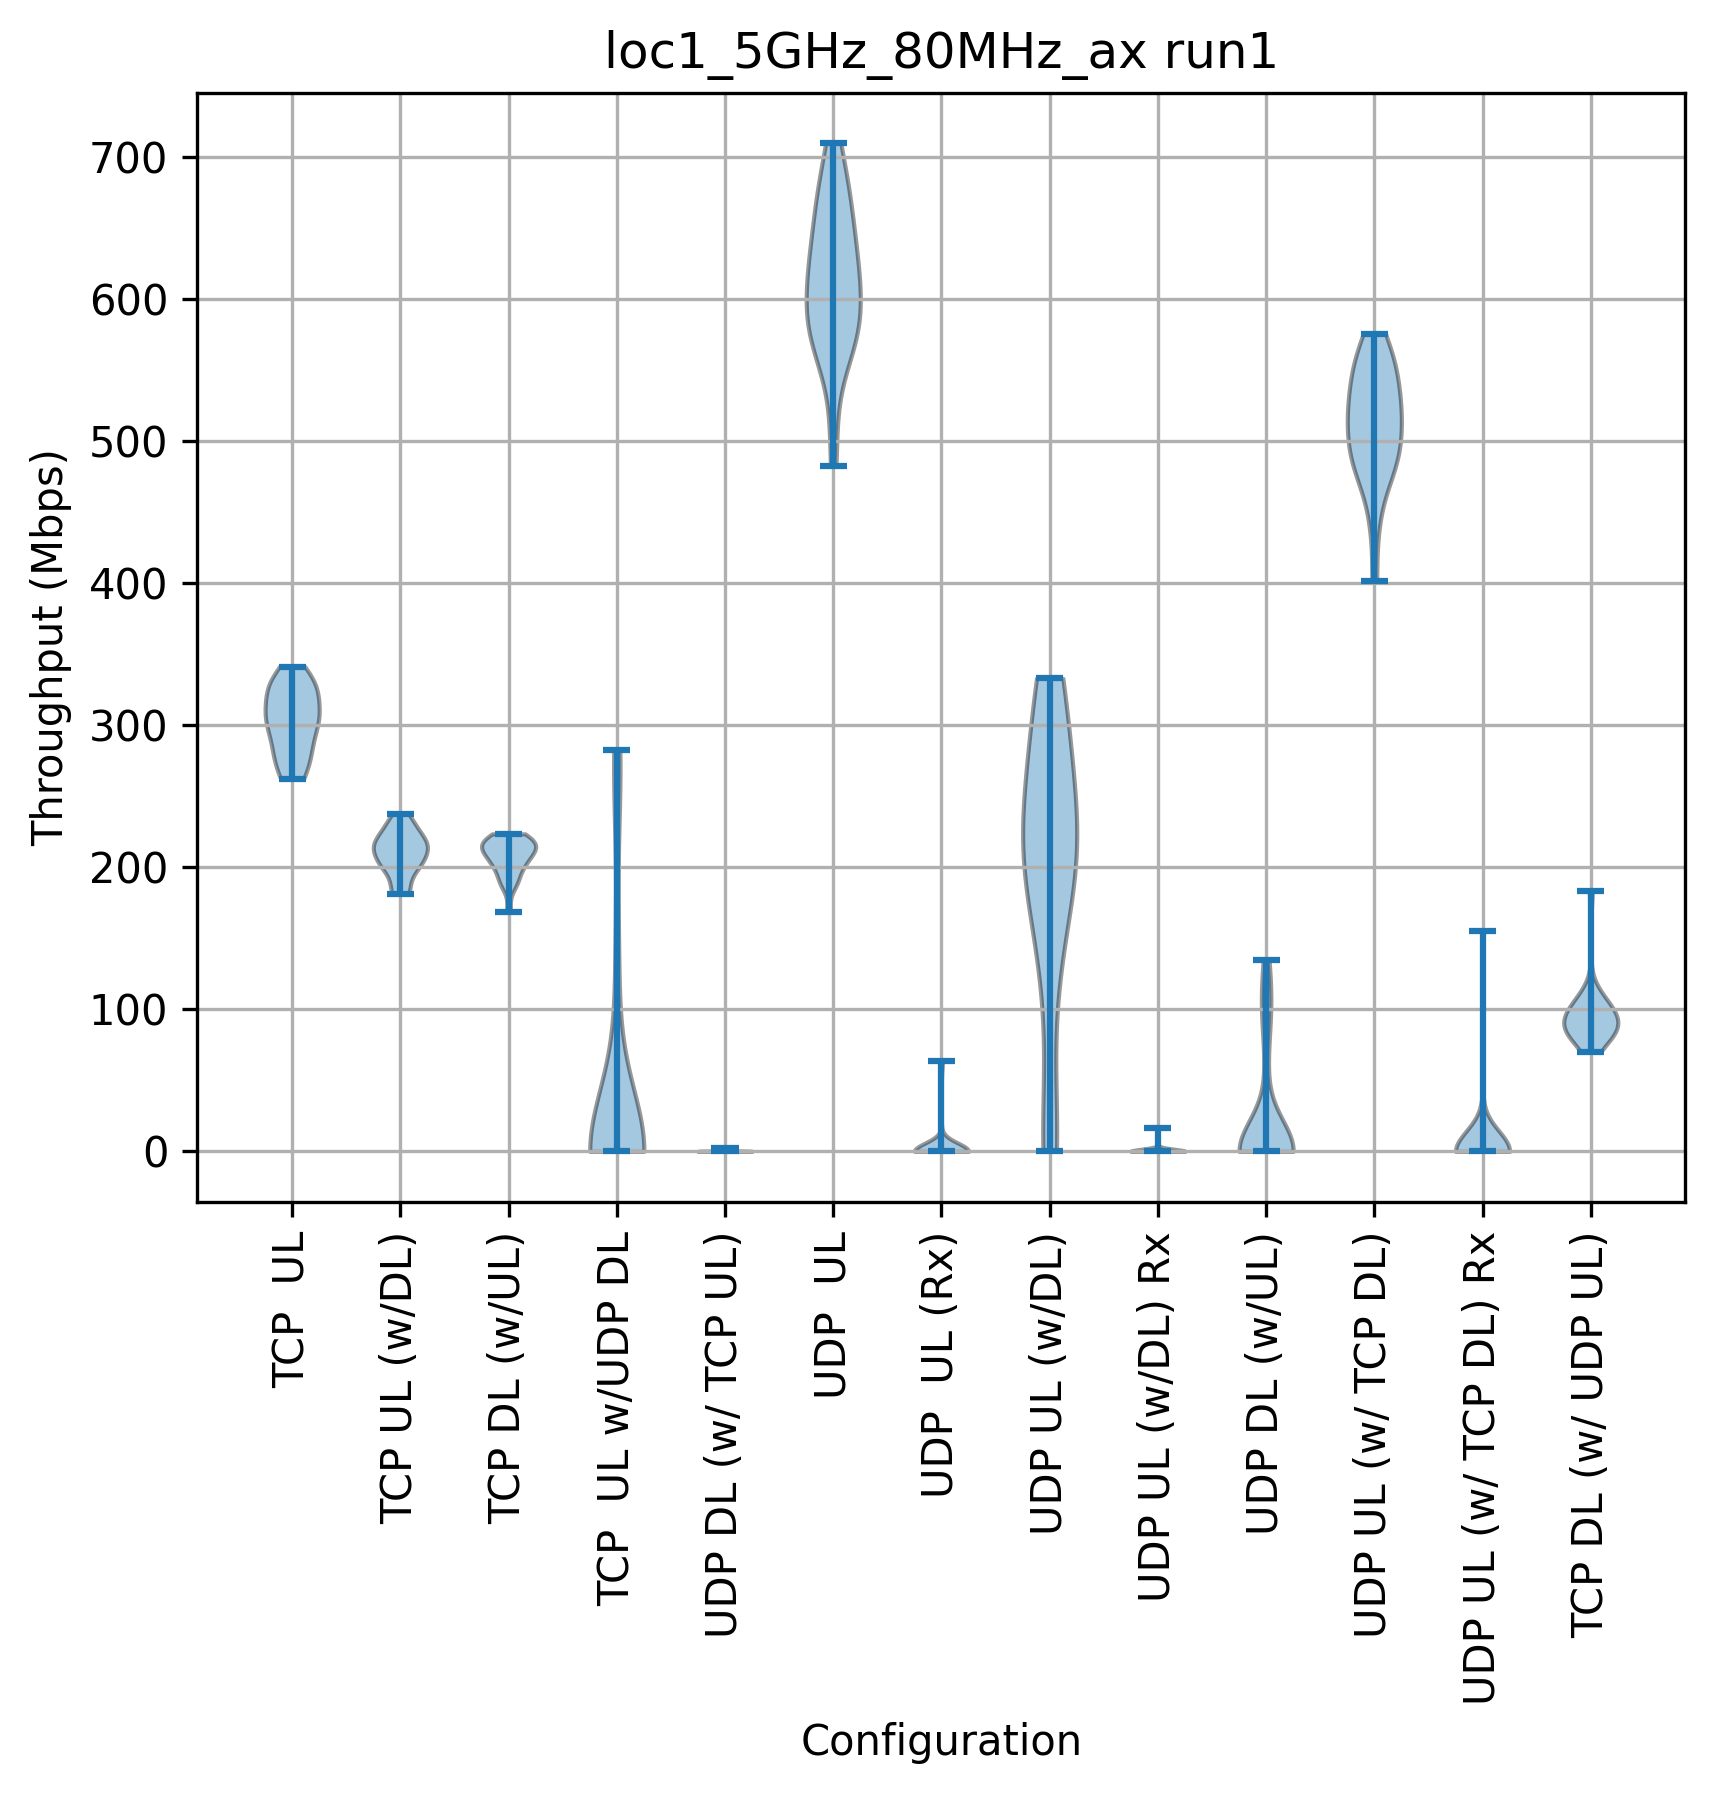 loc1_5GHz_80MHz_ax run1
Throughput (Mbps)
700
600
500
400
300
200
100
0
TCP  UL
TCP UL (w/DL)
TCP DL (w/UL)
TCP  UL w/UDP DL
UDP DL (w/ TCP UL)
UDP  UL
UDP  UL (Rx)
UDP UL (w/DL)
UDP UL (w/DL) Rx
UDP DL (w/UL)
UDP UL (w/ TCP DL)
UDP UL (w/ TCP DL) Rx
TCP DL (w/ UDP UL)
Configuration